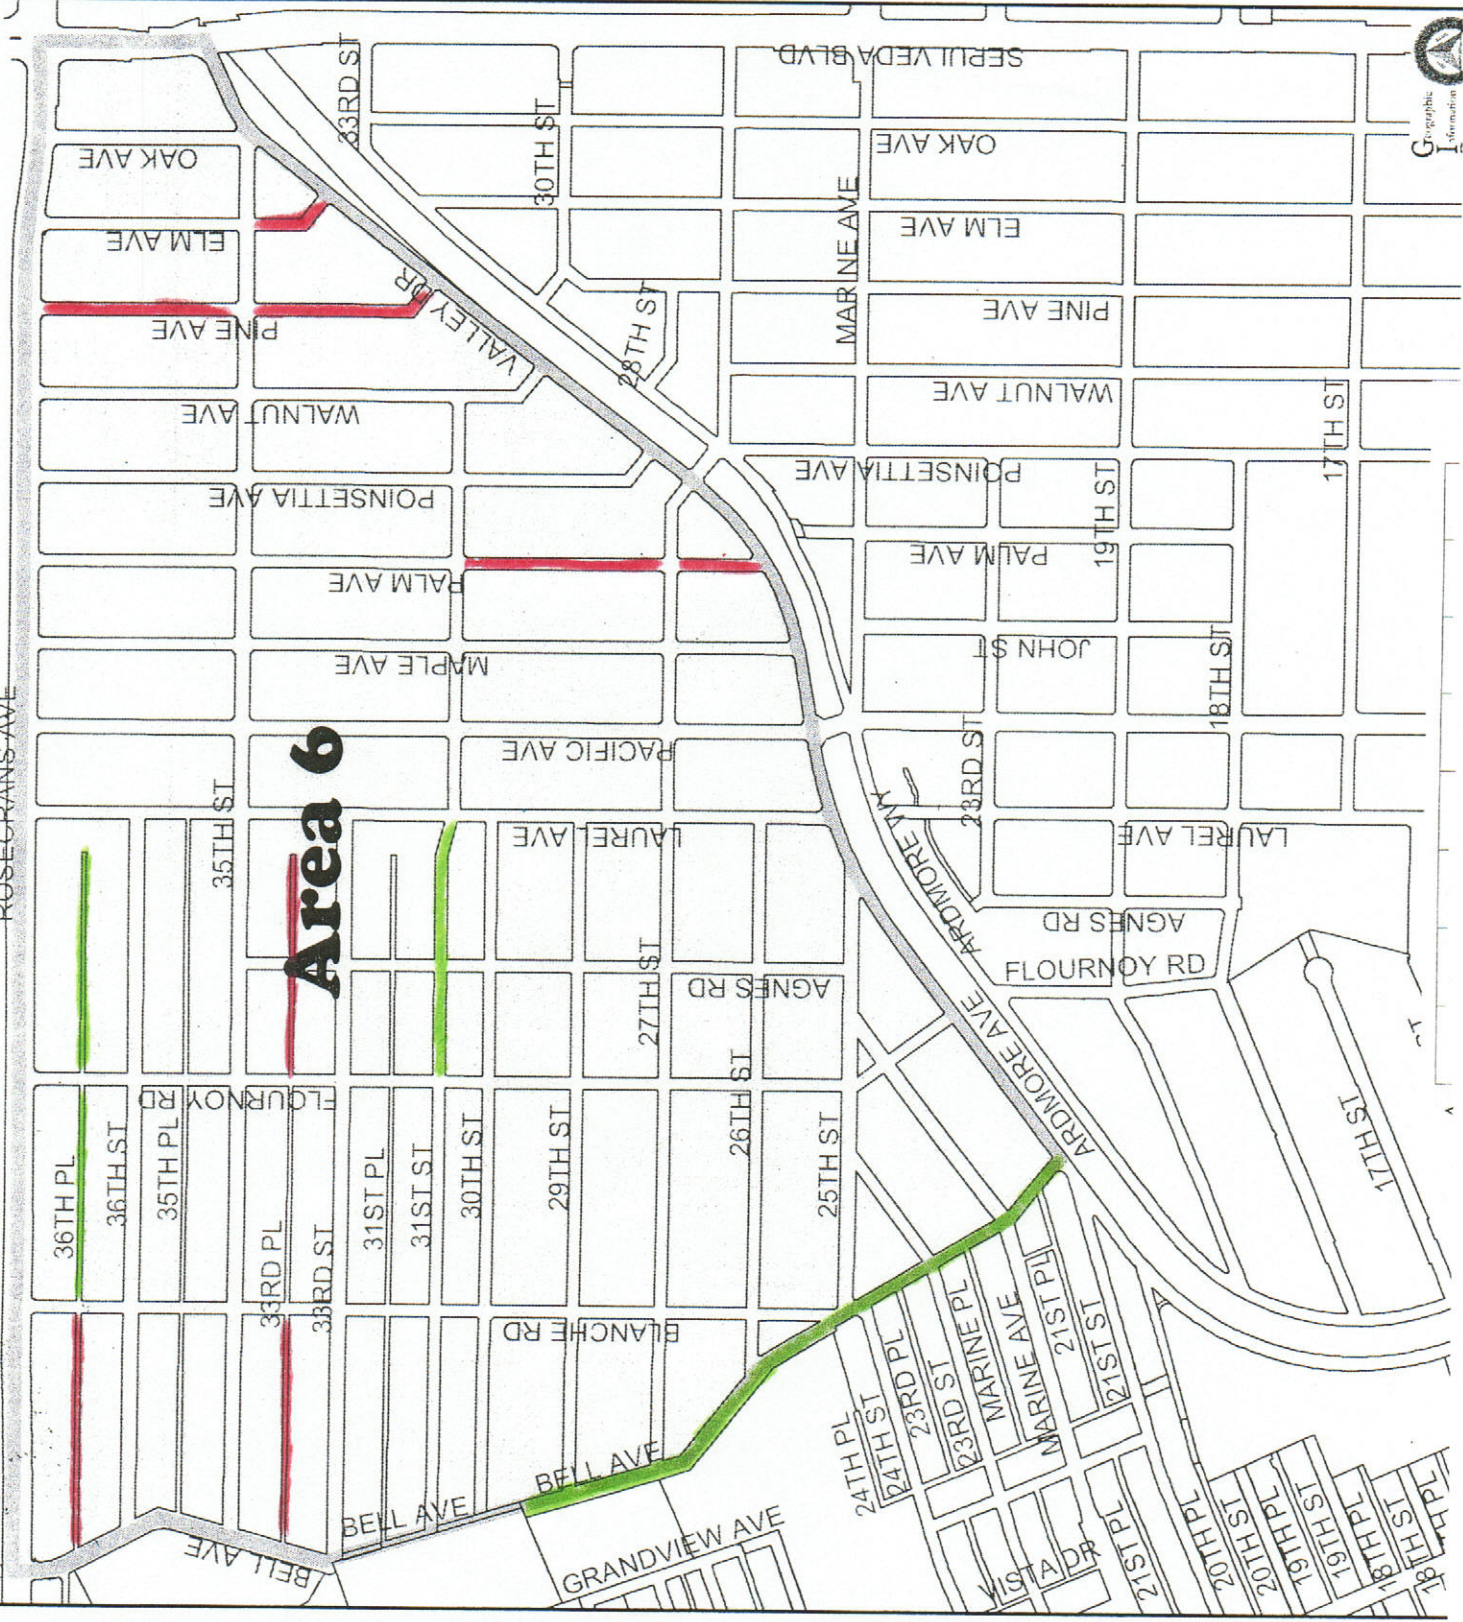 SEPULVEDA BLVD
33RD ST
30TH ST
OAK AVE
OAK AVE
Geographic
Information
ELM AVE
ELM AVE
MARINE AVE
PINE AVE
VALLEY DR
28TH ST
PINE AVE
WALNUT AVE
WALNUT AVE
17TH ST
POINSETTIA AVE
POINSETTIA AVE
19TH ST
PALM AVE
PALM AVE
MAPLE AVE
JOHN ST
18TH ST
ROSECRANS AVE
PACIFIC AVE
23RD ST
35TH ST
Area 6
LAUREL AVE
ARDMORE WY
LAUREL AVE
ARDMORE
AGNES RD
27TH ST
AGNES RD
FLOURNOY RD
ARDMORE AVE
FLOURNOY RD
36TH PL
36TH ST
35TH PL
33RD PL
33RD ST
31ST PL
31ST ST
30TH ST
29TH ST
26TH ST
25TH ST
17TH ST
BLANCHE RD
24TH PL
24TH ST
23RD PL
23RD ST
MARINE PL
MARINE AVE
MARINE AVE
21ST PL
21ST ST
21ST ST
BELL AVE
BELL AVE
BELL AVE
BELL
GRANDVIEW AVE
VISTA DR
21ST PL
20TH PL
20TH ST
19TH PL
19TH ST
18TH PL
18TH ST